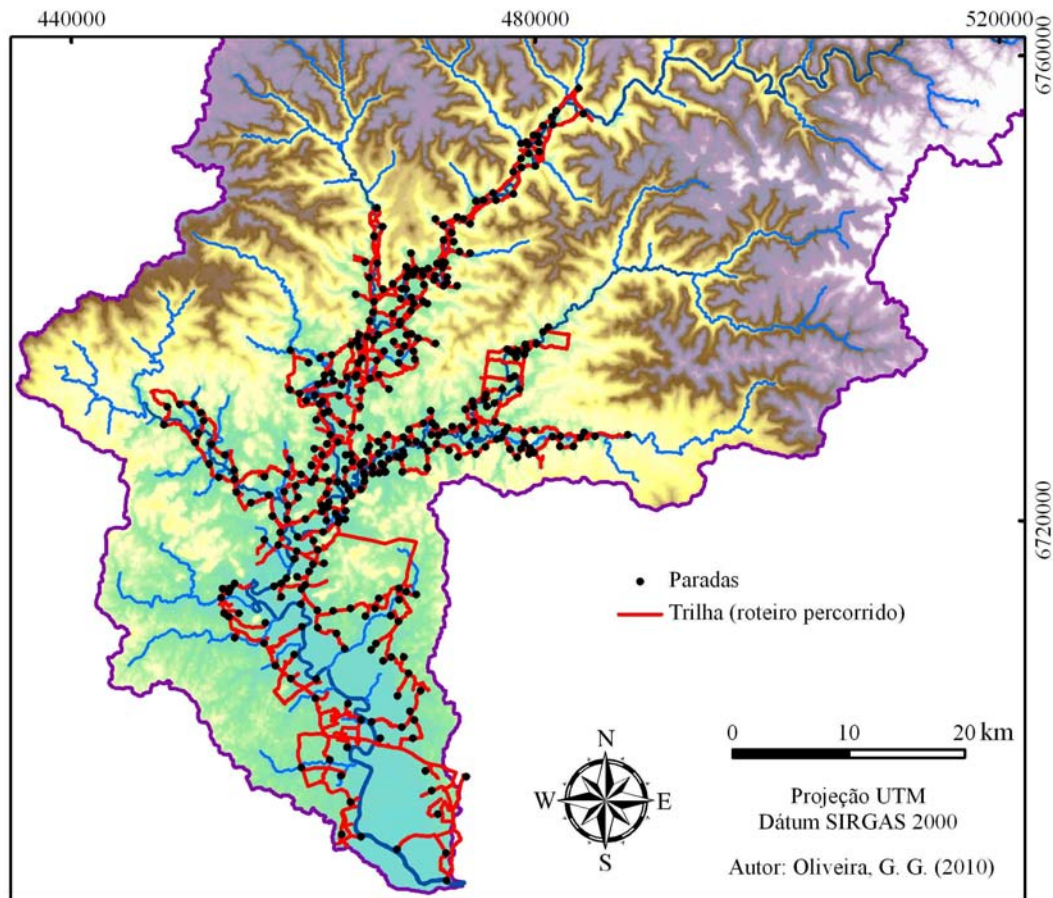 440000 480000 520000
6760000
6720000
Paradas
Trilha (roteiro percorrido)
0 10 20 km
N
W E
S
Projeção UTM
Dátum SIRGAS 2000
Autor: Oliveira, G. G. (2010)